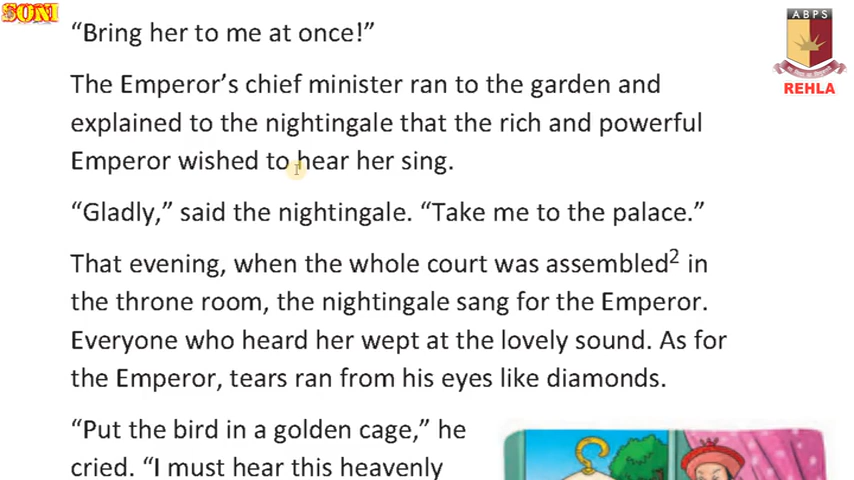 SONI
ABPS
REHLA
“Bring her to me at once!”
The Emperor’s chief minister ran to the garden and
explained to the nightingale that the rich and powerful
Emperor wished to hear her sing.
“Gladly,” said the nightingale. “Take me to the palace.”
That evening, when the whole court was assembled2 in
the throne room, the nightingale sang for the Emperor.
Everyone who heard her wept at the lovely sound. As for
the Emperor, tears ran from his eyes like diamonds.
“Put the bird in a golden cage,” he
cried. “I must hear this heavenly